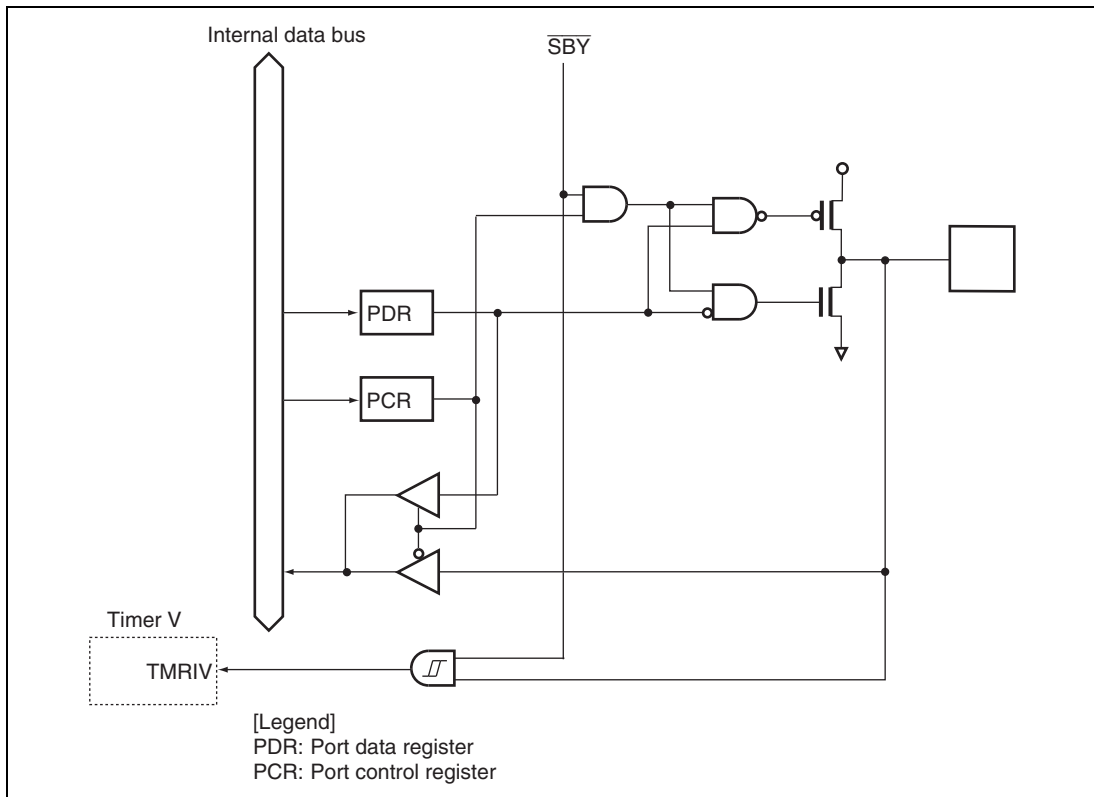 Internal data bus
SBY
PDR
PCR
Timer V
TMRIV
[Legend]
PDR: Port data register
PCR: Port control register